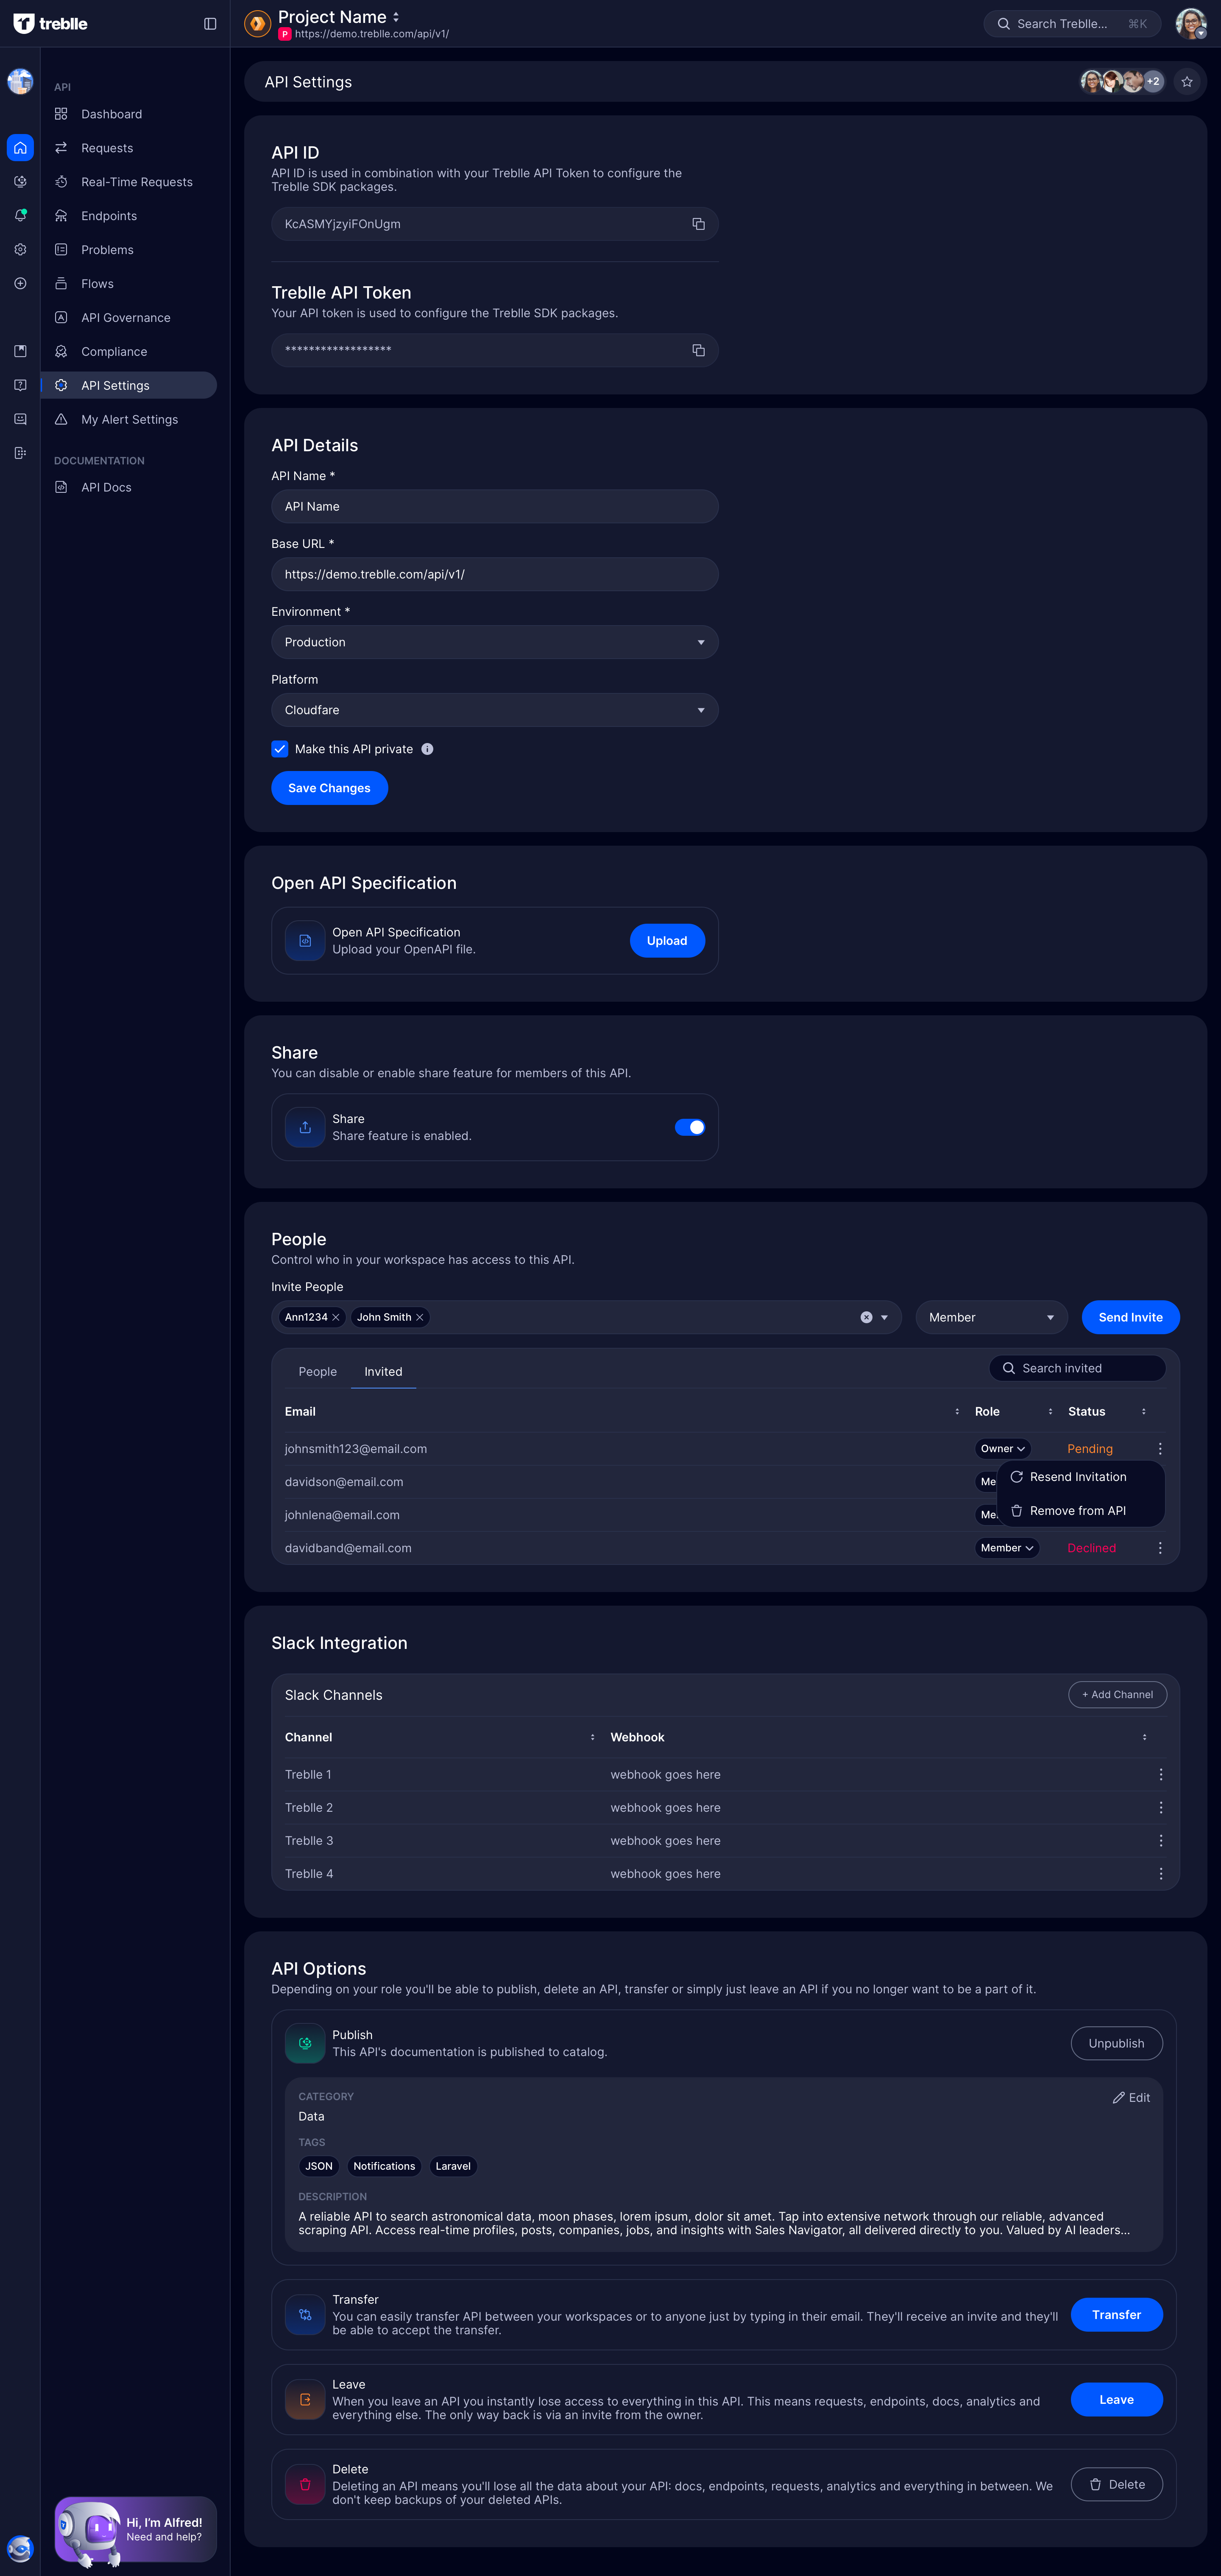 treblle
Project Name
P https://demo.treblle.com/api/v1/
Search Treblle... ⌘K
API
Dashboard
Requests
Real-Time Requests
Endpoints
Problems
Flows
API Governance
Compliance
API Settings
My Alert Settings
DOCUMENTATION
API Docs
Hi, I'm Alfred!
Need and help?
API Settings
+2
API ID
API ID is used in combination with your Treblle API Token to configure the
Treblle SDK packages.
KcASMYjzyiFOnUgm
Treblle API Token
Your API token is used to configure the Treblle SDK packages.
******************
API Details
API Name *
API Name
Base URL *
https://demo.treblle.com/api/v1/
Environment *
Production
Platform
Cloudfare
Make this API private
Save Changes
Open API Specification
Open API Specification
Upload your OpenAPI file.
Upload
Share
You can disable or enable share feature for members of this API.
Share
Share feature is enabled.
People
Control who in your workspace has access to this API.
Invite People
Ann1234 John Smith
Member
Send Invite
People Invited
Search invited
Email Role Status
johnsmith123@email.com Owner Pending
davidson@email.com Me
Resend Invitation
johnlena@email.com Me
Remove from API
davidband@email.com Member Declined
Slack Integration
Slack Channels
+ Add Channel
Channel Webhook
Treblle 1 webhook goes here
Treblle 2 webhook goes here
Treblle 3 webhook goes here
Treblle 4 webhook goes here
API Options
Depending on your role you'll be able to publish, delete an API, transfer or simply just leave an API if you no longer want to be a part of it.
Publish
This API's documentation is published to catalog.
Unpublish
CATEGORY
Edit
Data
TAGS
JSON Notifications Laravel
DESCRIPTION
A reliable API to search astronomical data, moon phases, lorem ipsum, dolor sit amet. Tap into extensive network through our reliable, advanced
scraping API. Access real-time profiles, posts, companies, jobs, and insights with Sales Navigator, all delivered directly to you. Valued by AI leaders...
Transfer
You can easily transfer API between your workspaces or to anyone just by typing in their email. They'll receive an invite and they'll
be able to accept the transfer.
Transfer
Leave
When you leave an API you instantly lose access to everything in this API. This means requests, endpoints, docs, analytics and
everything else. The only way back is via an invite from the owner.
Leave
Delete
Deleting an API means you'll lose all the data about your API: docs, endpoints, requests, analytics and everything in between. We
don't keep backups of your deleted APIs.
Delete